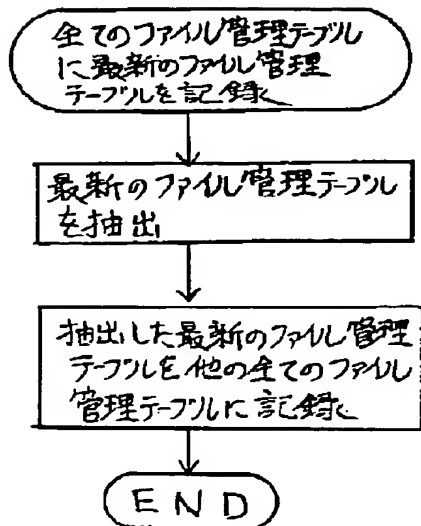 全てのファイル管理テーブル
に最新のファイル管理
テーブルを記録
最新のファイル管理テーブル
を抽出
抽出した最新のファイル管理
テーブルを他の全てのファイル
管理テーブルに記録
END